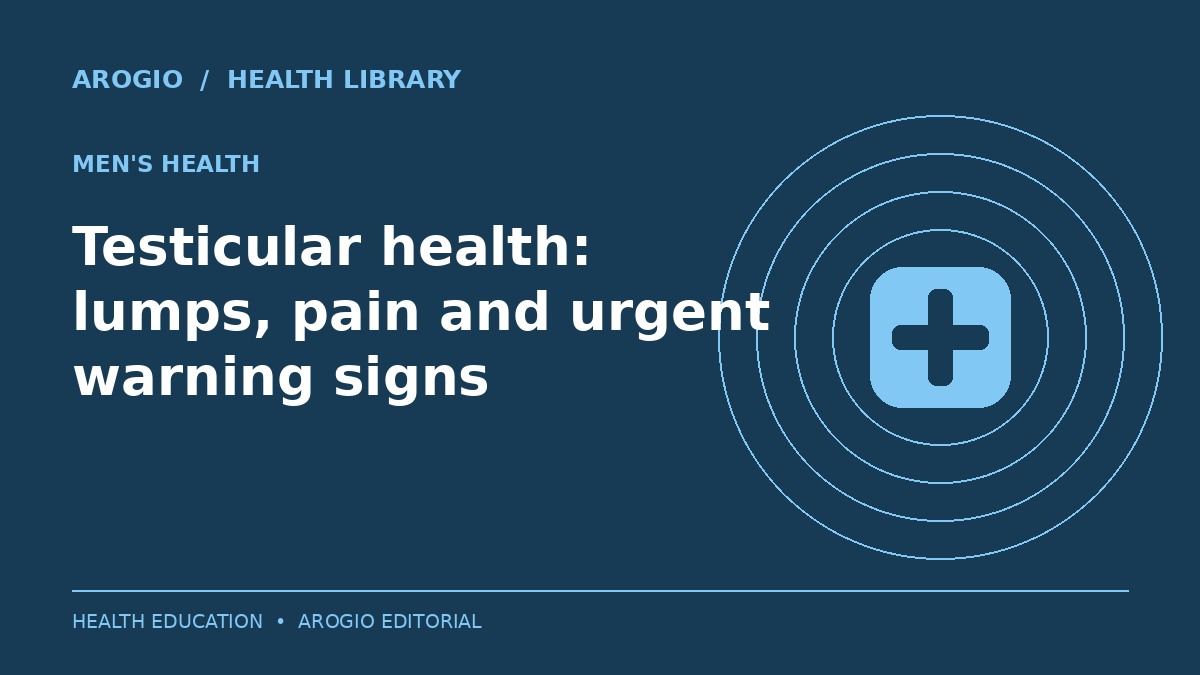 AROGIO / HEALTH LIBRARY
MEN'S HEALTH
Testicular health:
lumps, pain and urgent
warning signs
HEALTH EDUCATION • AROGIO EDITORIAL